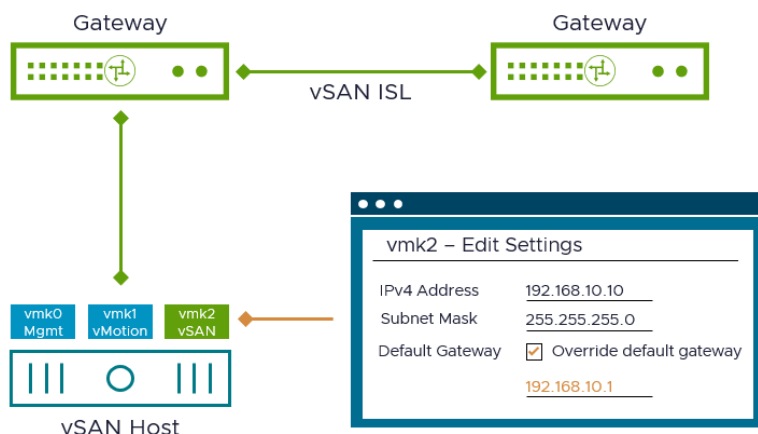 Gateway
Gateway
vSAN ISL
vmk2 – Edit Settings
IPv4 Address 192.168.10.10
Subnet Mask 255.255.255.0
Default Gateway Override default gateway
192.168.10.1
vmk0 Mgmt
vmk1 vMotion
vmk2 vSAN
vSAN Host